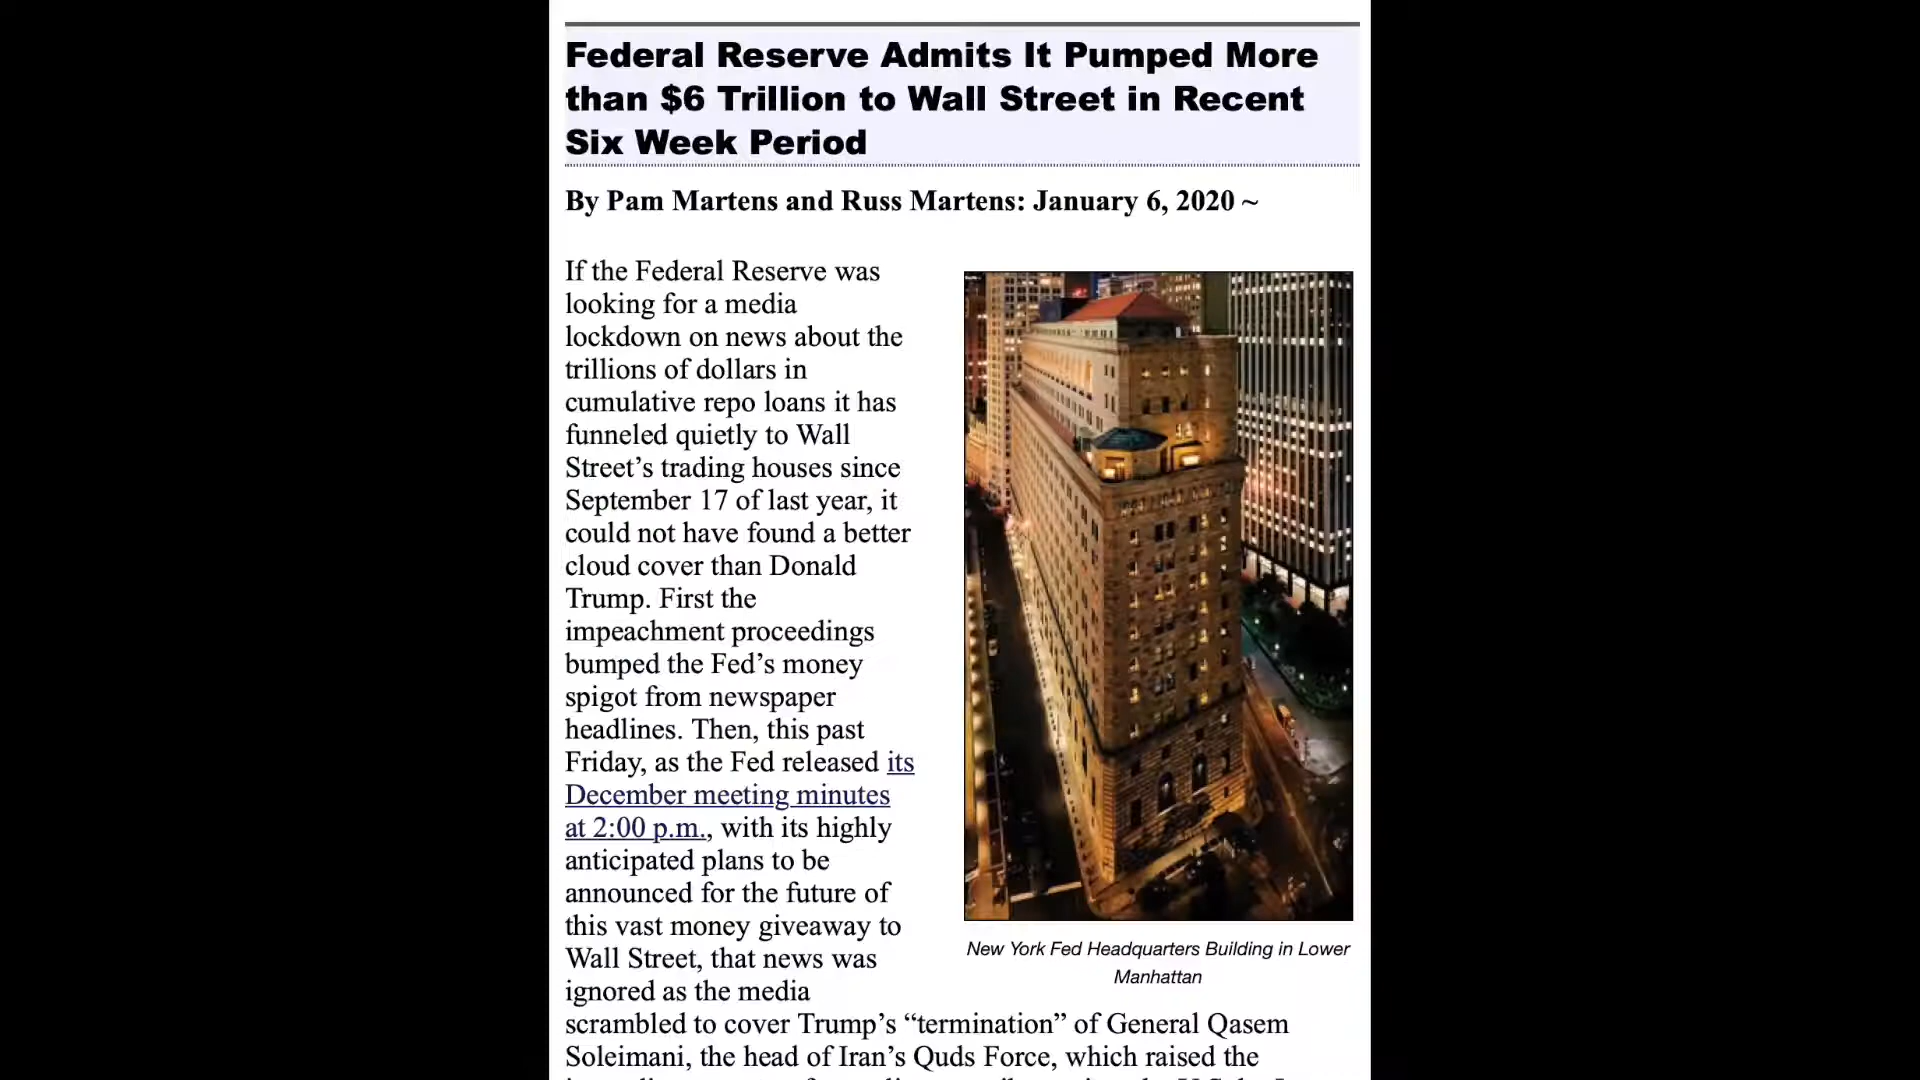 Federal Reserve Admits It Pumped More
than $6 Trillion to Wall Street in Recent
Six Week Period
By Pam Martens and Russ Martens: January 6, 2020 ~
If the Federal Reserve was
looking for a media
lockdown on news about the
trillions of dollars in
cumulative repo loans it has
funneled quietly to Wall
Street’s trading houses since
September 17 of last year, it
could not have found a better
cloud cover than Donald
Trump. First the
impeachment proceedings
bumped the Fed’s money
spigot from newspaper
headlines. Then, this past
Friday, as the Fed released its
December meeting minutes
at 2:00 p.m., with its highly
anticipated plans to be
announced for the future of
this vast money giveaway to
Wall Street, that news was
ignored as the media
New York Fed Headquarters Building in Lower
Manhattan
scrambled to cover Trump’s “termination” of General Qasem
Soleimani, the head of Iran’s Quds Force, which raised the